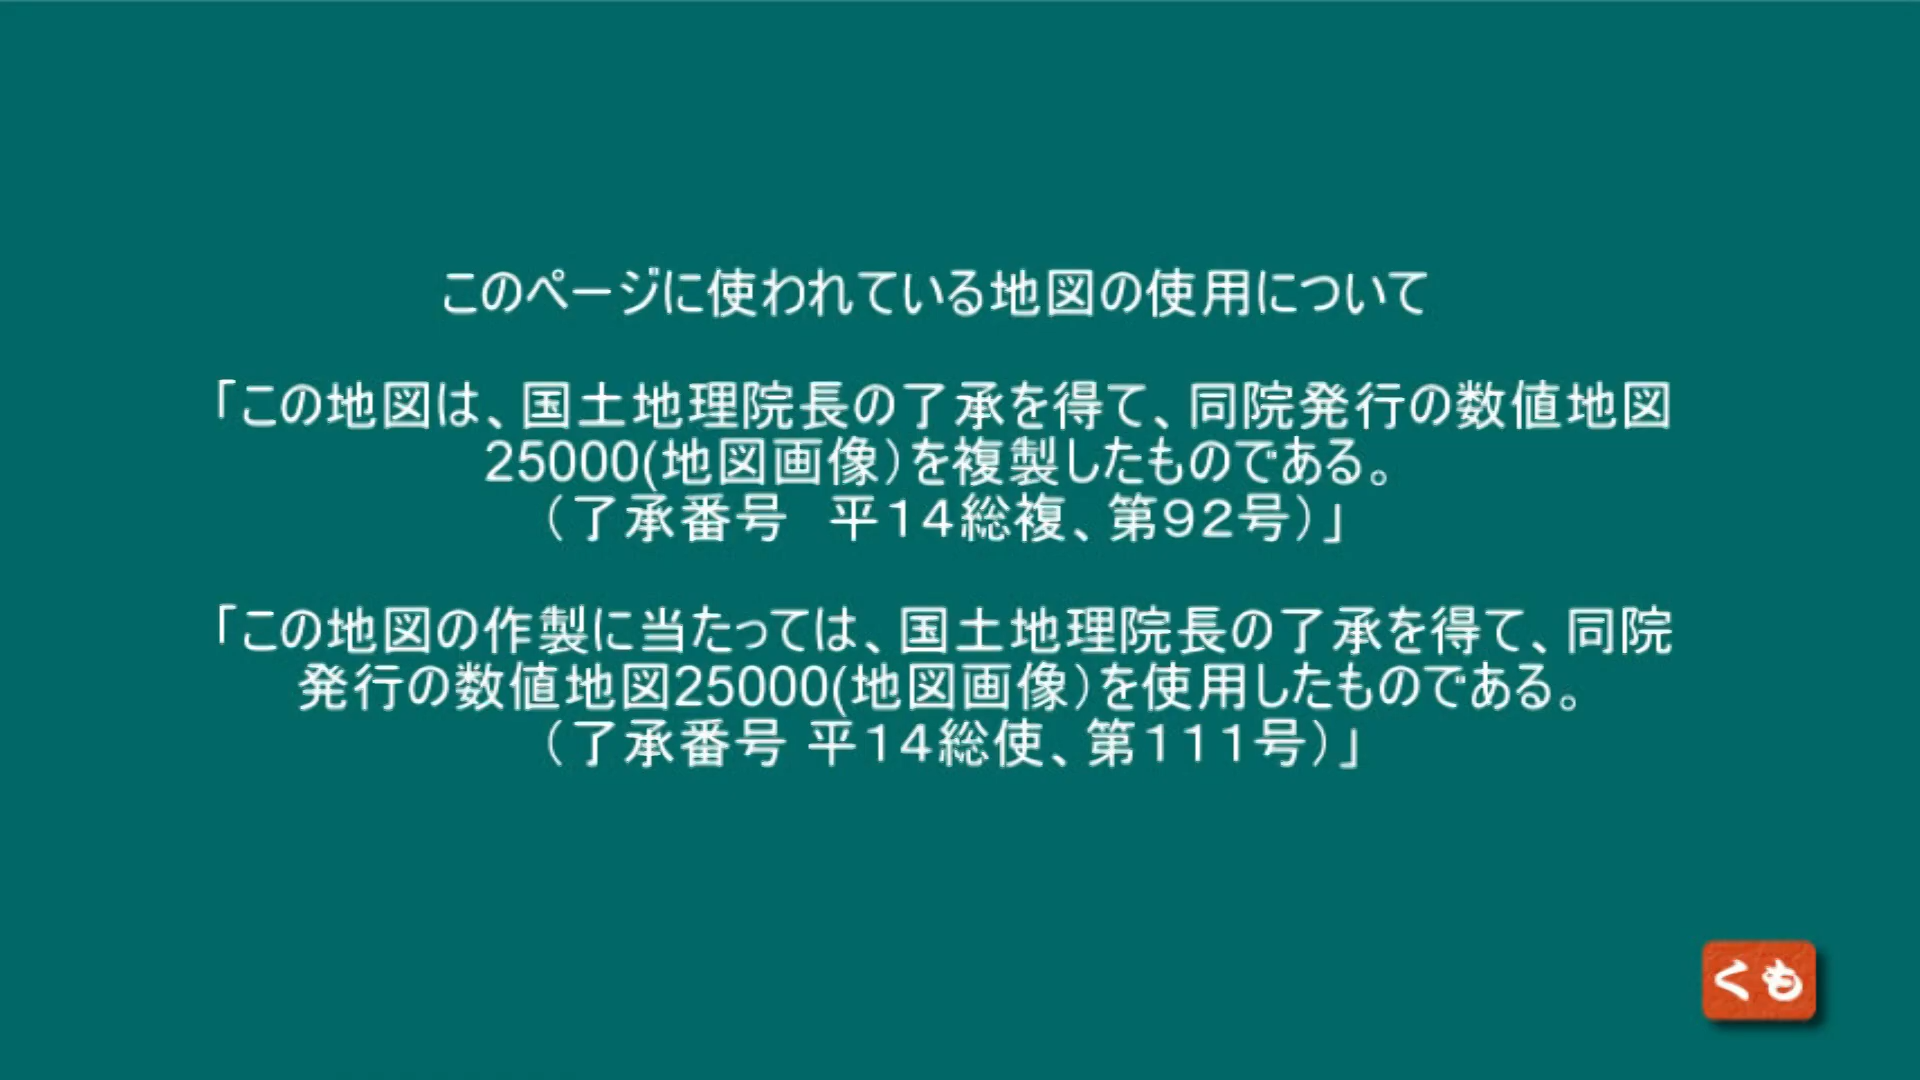 このページに使われている地図の使用について
「この地図は、国土地理院長の了承を得て、同院発行の数値地図
25000(地図画像）を複製したものである。
（了承番号　平１４総複、第９２号）」
「この地図の作製に当たっては、国土地理院長の了承を得て、同院
発行の数値地図25000(地図画像）を使用したものである。
（了承番号 平１４総使、第１１１号）」
くも